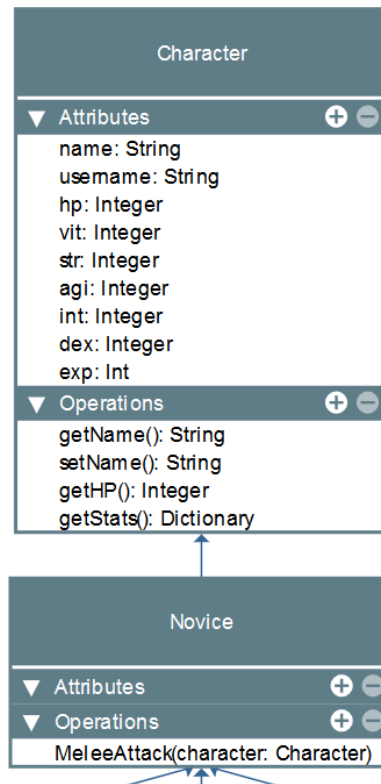 Character
Attributes
name: String
username: String
hp: Integer
vit: Integer
str: Integer
agi: Integer
int: Integer
dex: Integer
exp: Int
Operations
getName(): String
setName(): String
getHP(): Integer
getStats(): Dictionary
Novice
Attributes
Operations
MeleeAttack(character: Character)